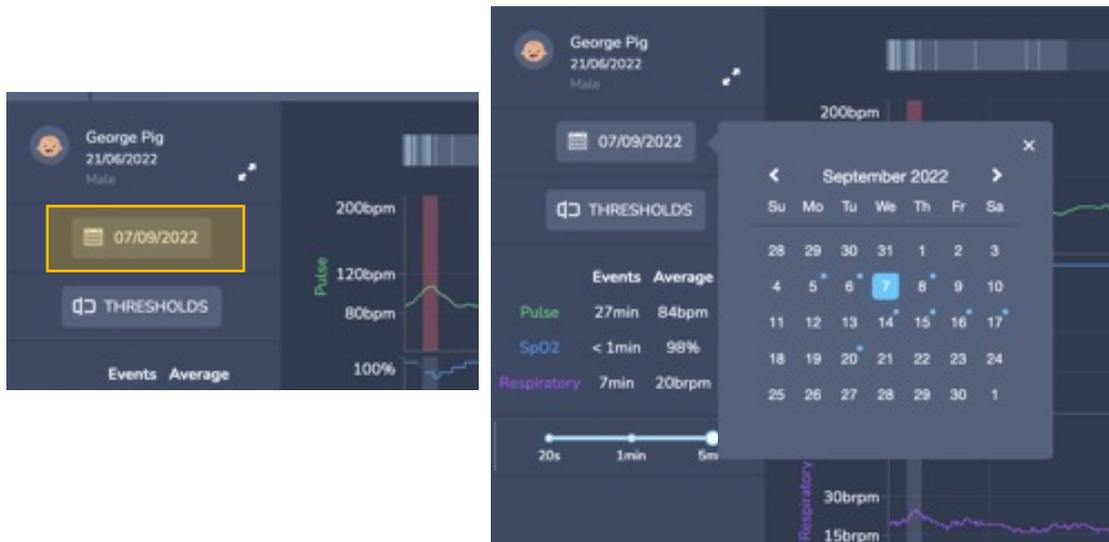 George Pig
21/06/2022
Male
07/09/2022
THRESHOLDS
Events Average
200bpm
Pulse
120bpm
80bpm
100%
George Pig
21/06/2022
Male
07/09/2022
THRESHOLDS
Events Average
Pulse 27min 84bpm
SpO2 < 1min 98%
Respiratory 7min 20brpm
20s 1min 5m
200bpm
September 2022
Su Mo Tu We Th Fr Sa
28 29 30 31 1 2 3
4 5 6 7 8 9 10
11 12 13 14 15 16 17
18 19 20 21 22 23 24
25 26 27 28 29 30 1
Respiratory
30brpm
15brpm